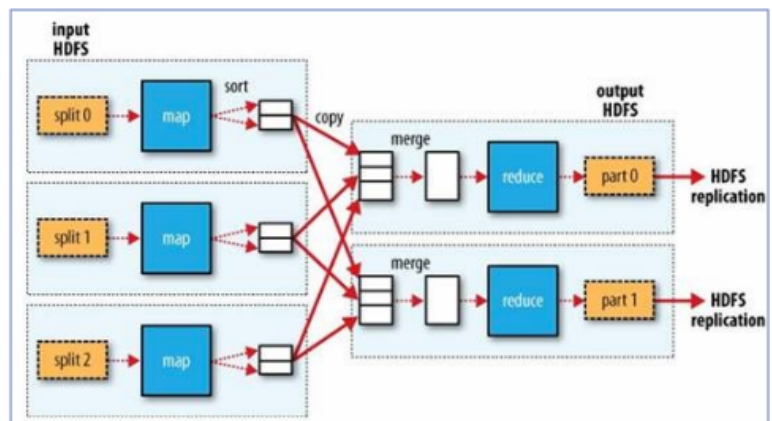 input
HDFS
split 0
map
sort
copy
split 1
map
split 2
map
output
HDFS
merge
reduce
part 0
HDFS
replication
merge
reduce
part 1
HDFS
replication